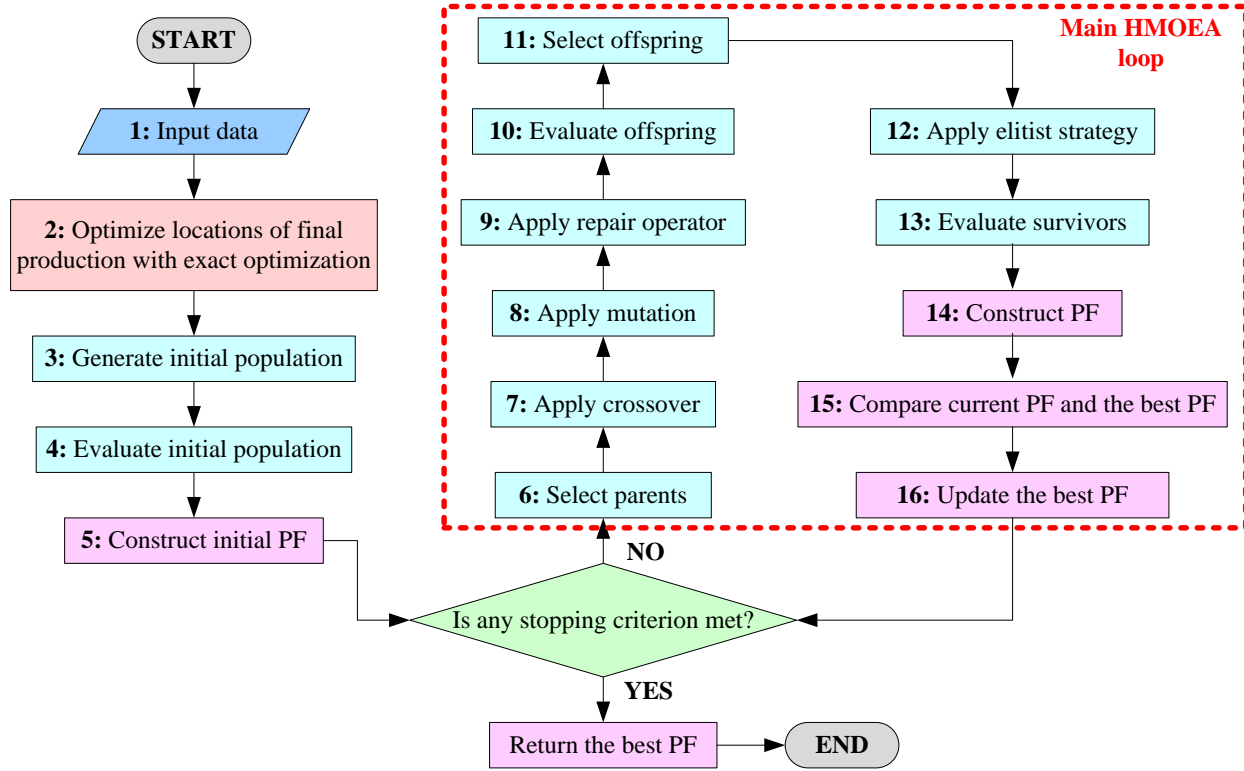 START
1: Input data
2: Optimize locations of final
production with exact optimization
3: Generate initial population
4: Evaluate initial population
5: Construct initial PF
Main HMOEA
loop
11: Select offspring
10: Evaluate offspring
9: Apply repair operator
8: Apply mutation
7: Apply crossover
6: Select parents
12: Apply elitist strategy
13: Evaluate survivors
14: Construct PF
15: Compare current PF and the best PF
16: Update the best PF
NO
Is any stopping criterion met?
YES
Return the best PF
END